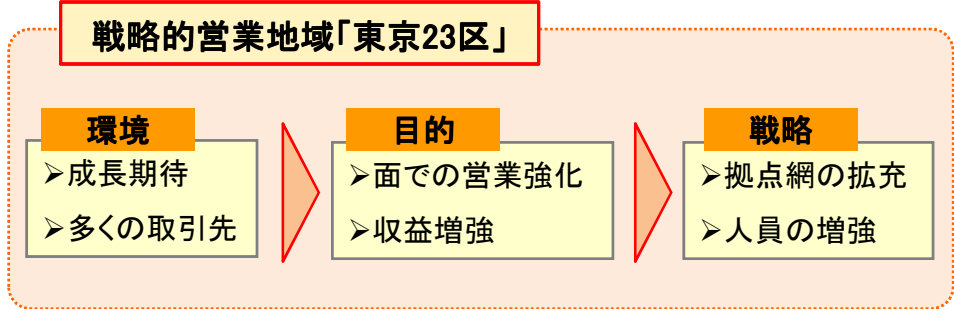 戦略的営業地域「東京23区」
環境
➢成長期待
➢多くの取引先
目的
➢面での営業強化
➢収益増強
戦略
➢拠点網の拡充
➢人員の増強